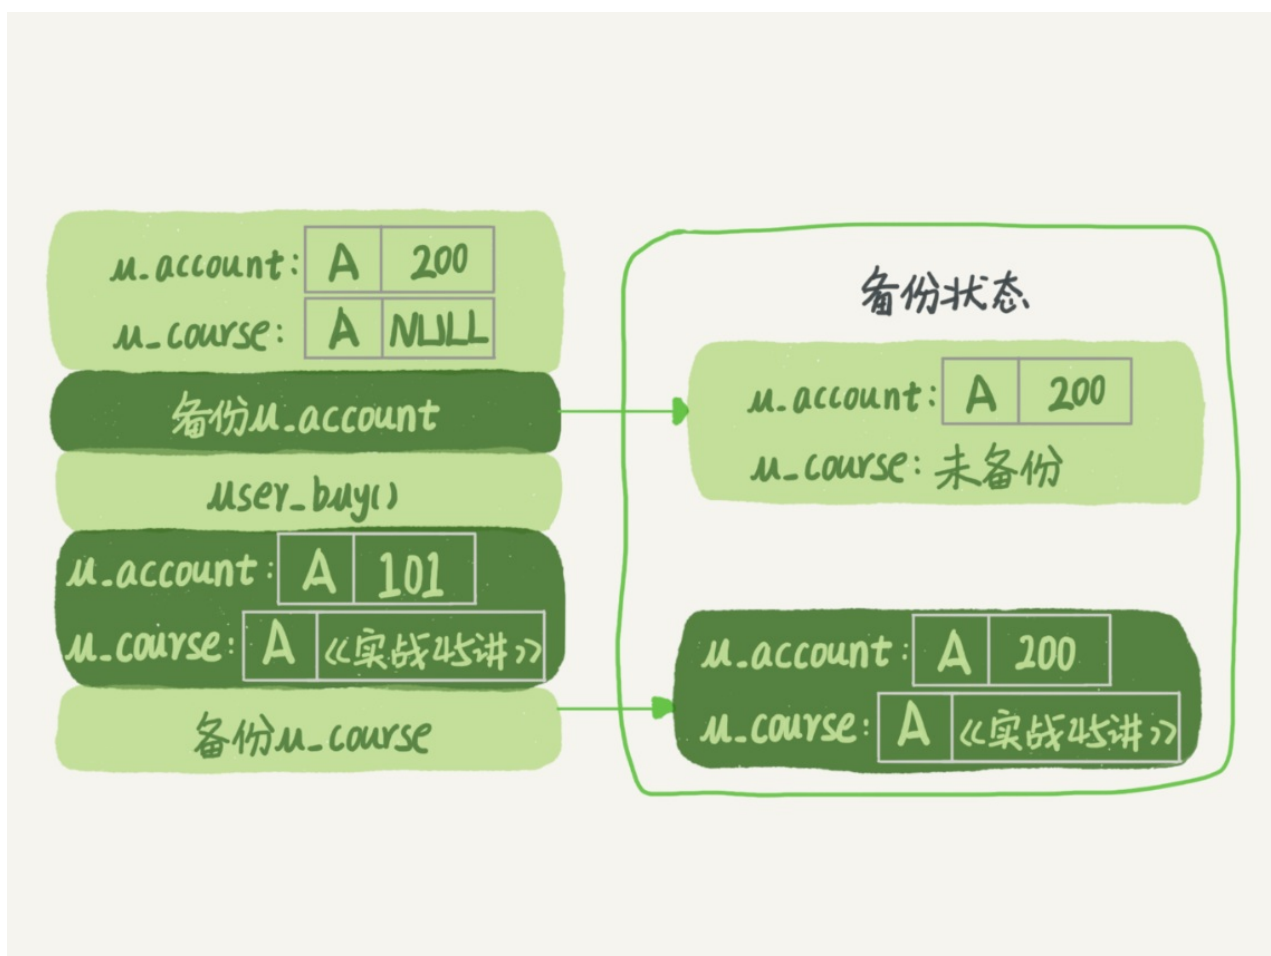 u_account: A 200
u_course: A NULL
备份u_account
user_buy()
u_account: A 101
u_course: A 《实战45讲》
备份u_course
备份状态
u_account: A 200
u_course: 未备份
u_account: A 200
u_course: A 《实战45讲》